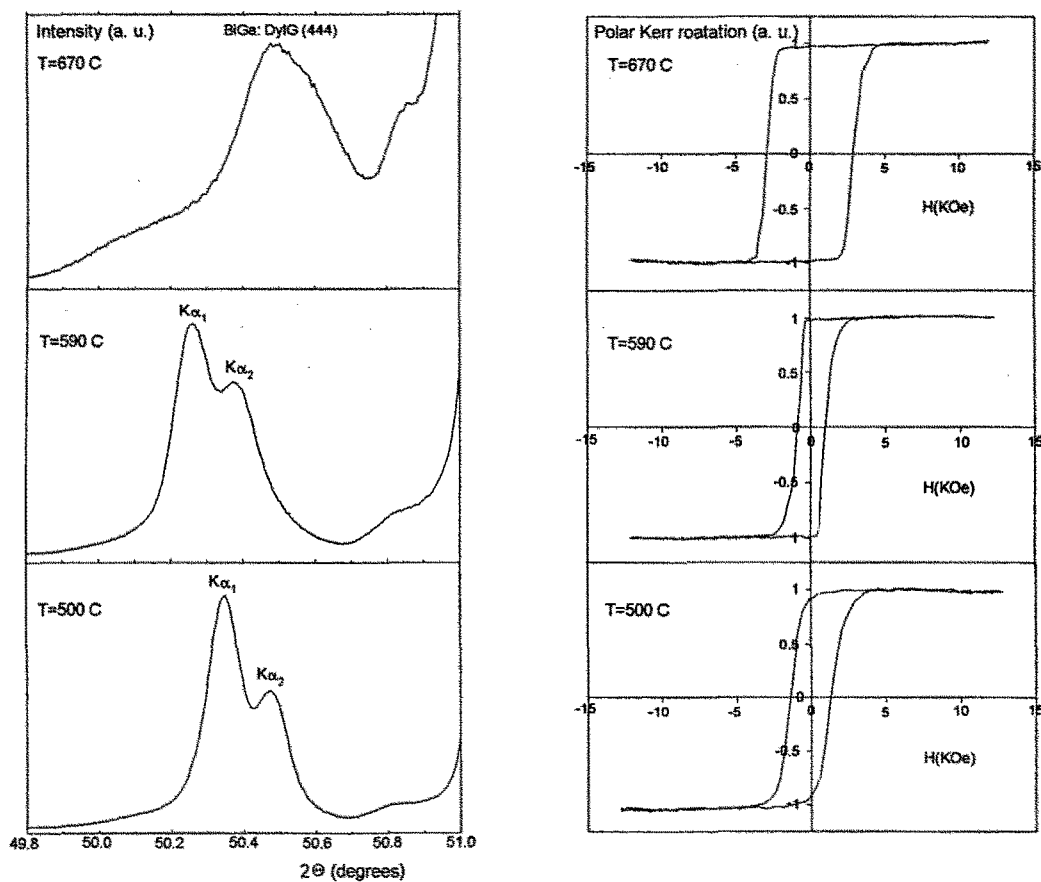 Intensity (a. u.) BiGa: DyIG (444)
T=670 C
Kα1
T=590 C
Kα2
Kα1
T=500 C
Kα2
49.8 50.0 50.2 50.4 50.6 50.8 51.0
2Θ (degrees)
Polar Kerr roatation (a. u.)
1
T=670 C
0.5
-15 -10 -5 0 5 10 15
-0.5
H(KOe)
1
1
T=590 C
0.5
-15 -10 -5 0 5 10 15
-0.5
H(KOe)
1
1
T=500 C
0.5
-15 -10 -5 0 5 10 15
-0.5
H(KOe)
1